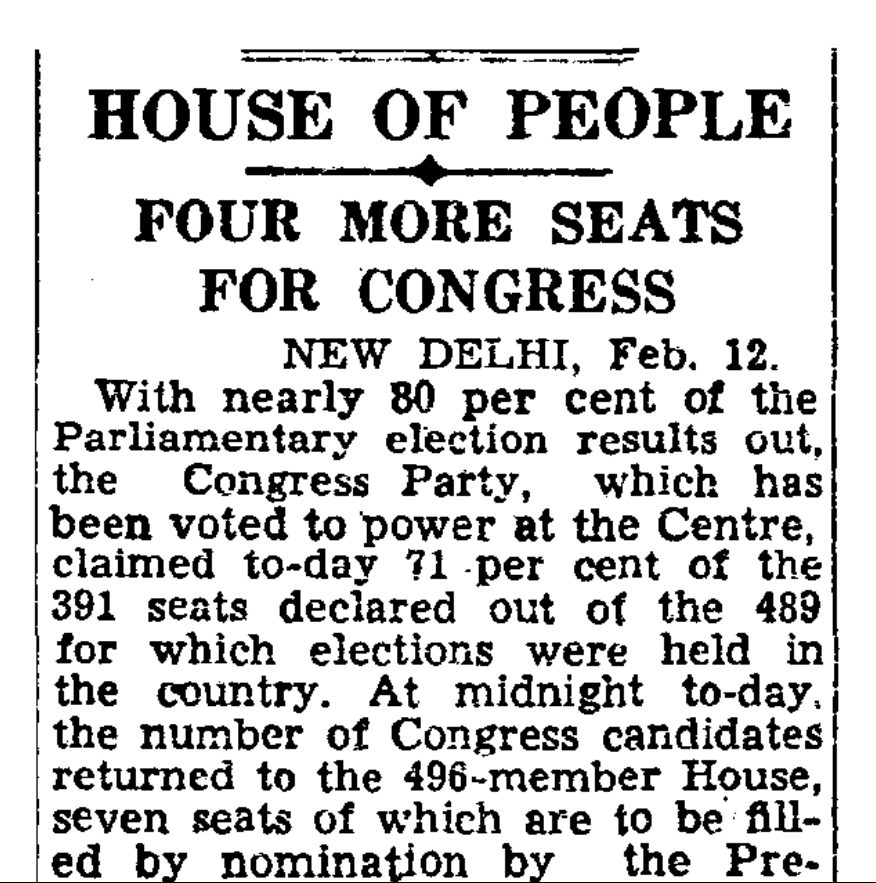 HOUSE OF PEOPLE
FOUR MORE SEATS
FOR CONGRESS
NEW DELHI, Feb. 12.
With nearly 80 per cent of the
Parliamentary election results out,
the Congress Party, which has
been voted to power at the Centre,
claimed to-day 71 per cent of the
391 seats declared out of the 489
for which elections were held in
the country. At midnight to-day,
the number of Congress candidates
returned to the 496-member House,
seven seats of which are to be fill-
ed by nomination by the Pre-